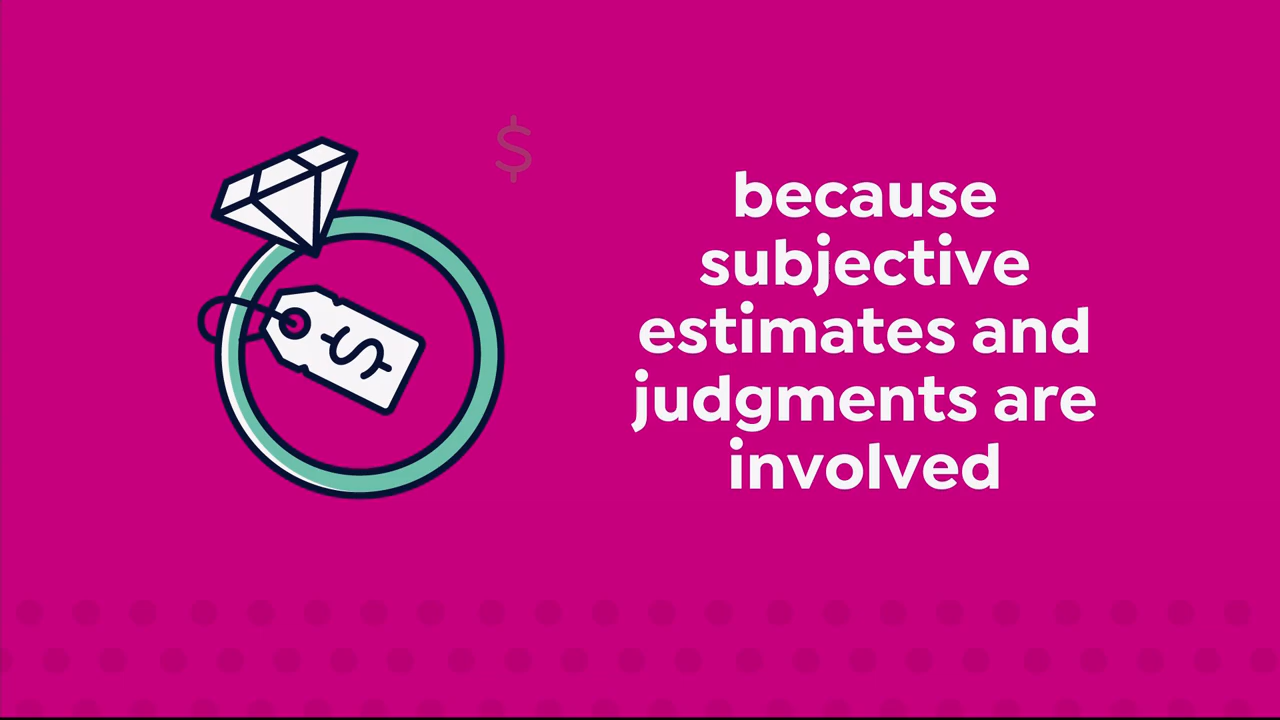 $
$
because
subjective
estimates and
judgments are
involved